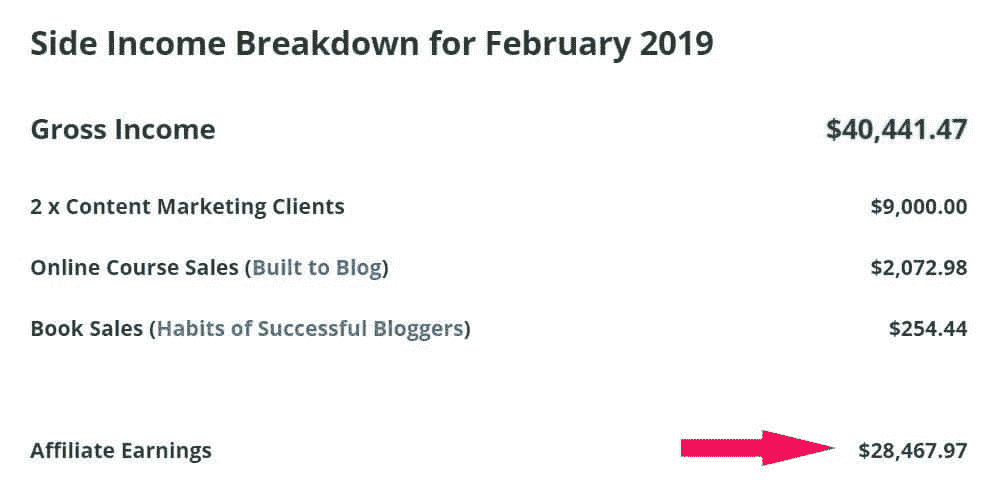 Side Income Breakdown for February 2019
Gross Income $40,441.47
2 x Content Marketing Clients $9,000.00
Online Course Sales (Built to Blog) $2,072.98
Book Sales (Habits of Successful Bloggers) $254.44
Affiliate Earnings $28,467.97